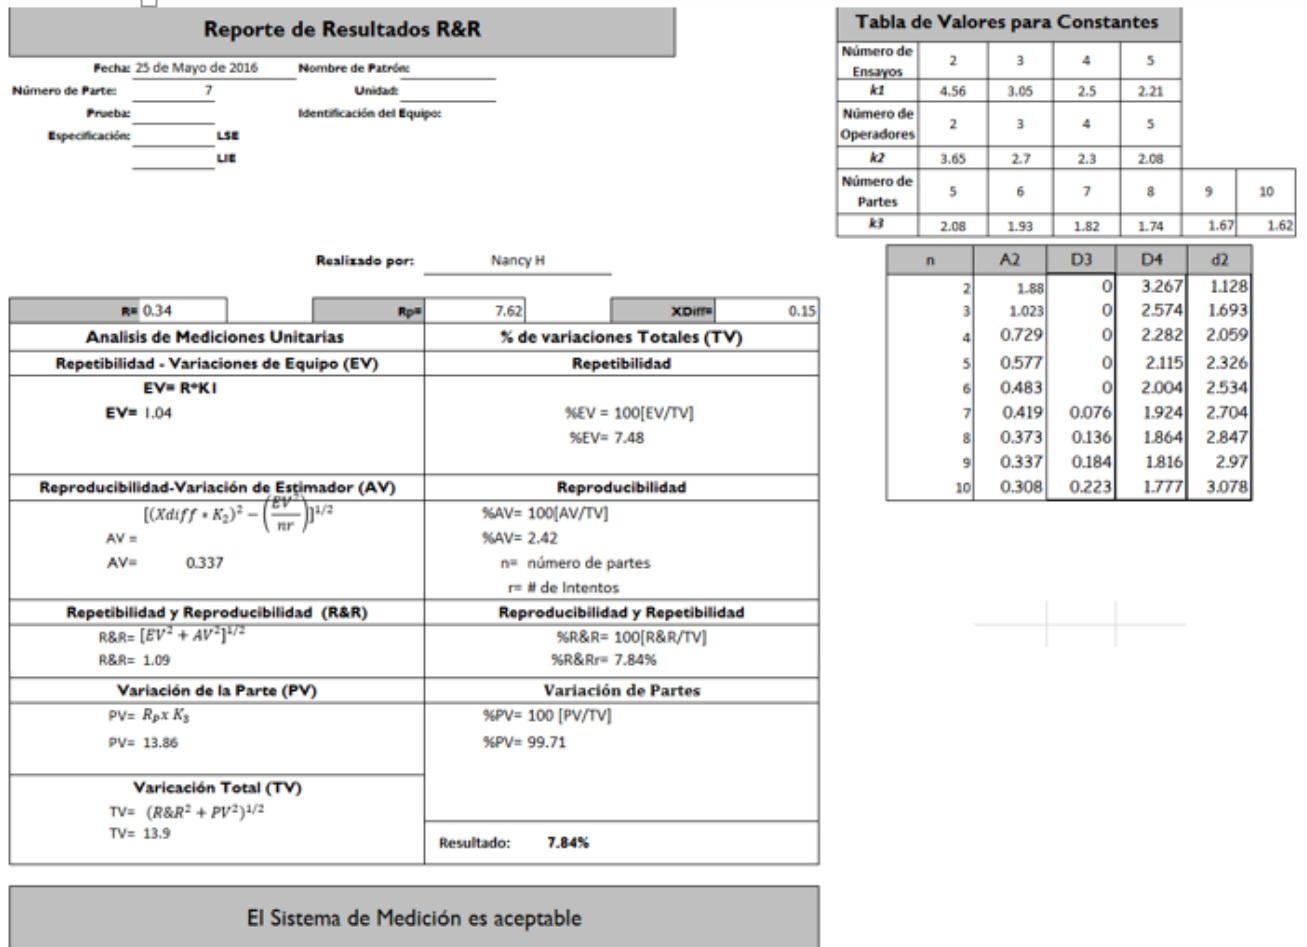 Reporte de Resultados R&R
Fecha: 25 de Mayo de 2016 Nombre de Patrón:
Número de Parte: 7 Unidad:
Prueba: Identificación del Equipo:
Especificación: LSE
LIE
Realizado por: Nancy H
R= 0.34 Rp= 7.62 XDiff= 0.15
Analisis de Mediciones Unitarias % de variaciones Totales (TV)
Repetibilidad - Variaciones de Equipo (EV) Repetibilidad
EV= R*K1
EV= 1.04 %EV = 100[EV/TV]
%EV= 7.48
Reproducibilidad-Variación de Estimador (AV) Reproducibilidad
[(Xdiff * K₂)² − (EV²/nr)]^1/2 %AV= 100[AV/TV]
AV = %AV= 2.42
AV= 0.337 n= número de partes
r= # de Intentos
Repetibilidad y Reproducibilidad (R&R) Reproducibilidad y Repetibilidad
R&R= [EV² + AV²]^1/2 %R&R= 100[R&R/TV]
R&R= 1.09 %R&Rr= 7.84%
Variación de la Parte (PV) Variación de Partes
PV= Rₚx K₃ %PV= 100 [PV/TV]
PV= 13.86 %PV= 99.71
Varicación Total (TV)
TV= (R&R² + PV²)^1/2
TV= 13.9
Resultado: 7.84%
El Sistema de Medición es aceptable
Tabla de Valores para Constantes
Número de Ensayos 2 3 4 5
k1 4.56 3.05 2.5 2.21
Número de Operadores 2 3 4 5
k2 3.65 2.7 2.3 2.08
Número de Partes 5 6 7 8 9 10
k3 2.08 1.93 1.82 1.74 1.67 1.62
n A2 D3 D4 d2
2 1.88 0 3.267 1.128
3 1.023 0 2.574 1.693
4 0.729 0 2.282 2.059
5 0.577 0 2.115 2.326
6 0.483 0 2.004 2.534
7 0.419 0.076 1.924 2.704
8 0.373 0.136 1.864 2.847
9 0.337 0.184 1.816 2.97
10 0.308 0.223 1.777 3.078